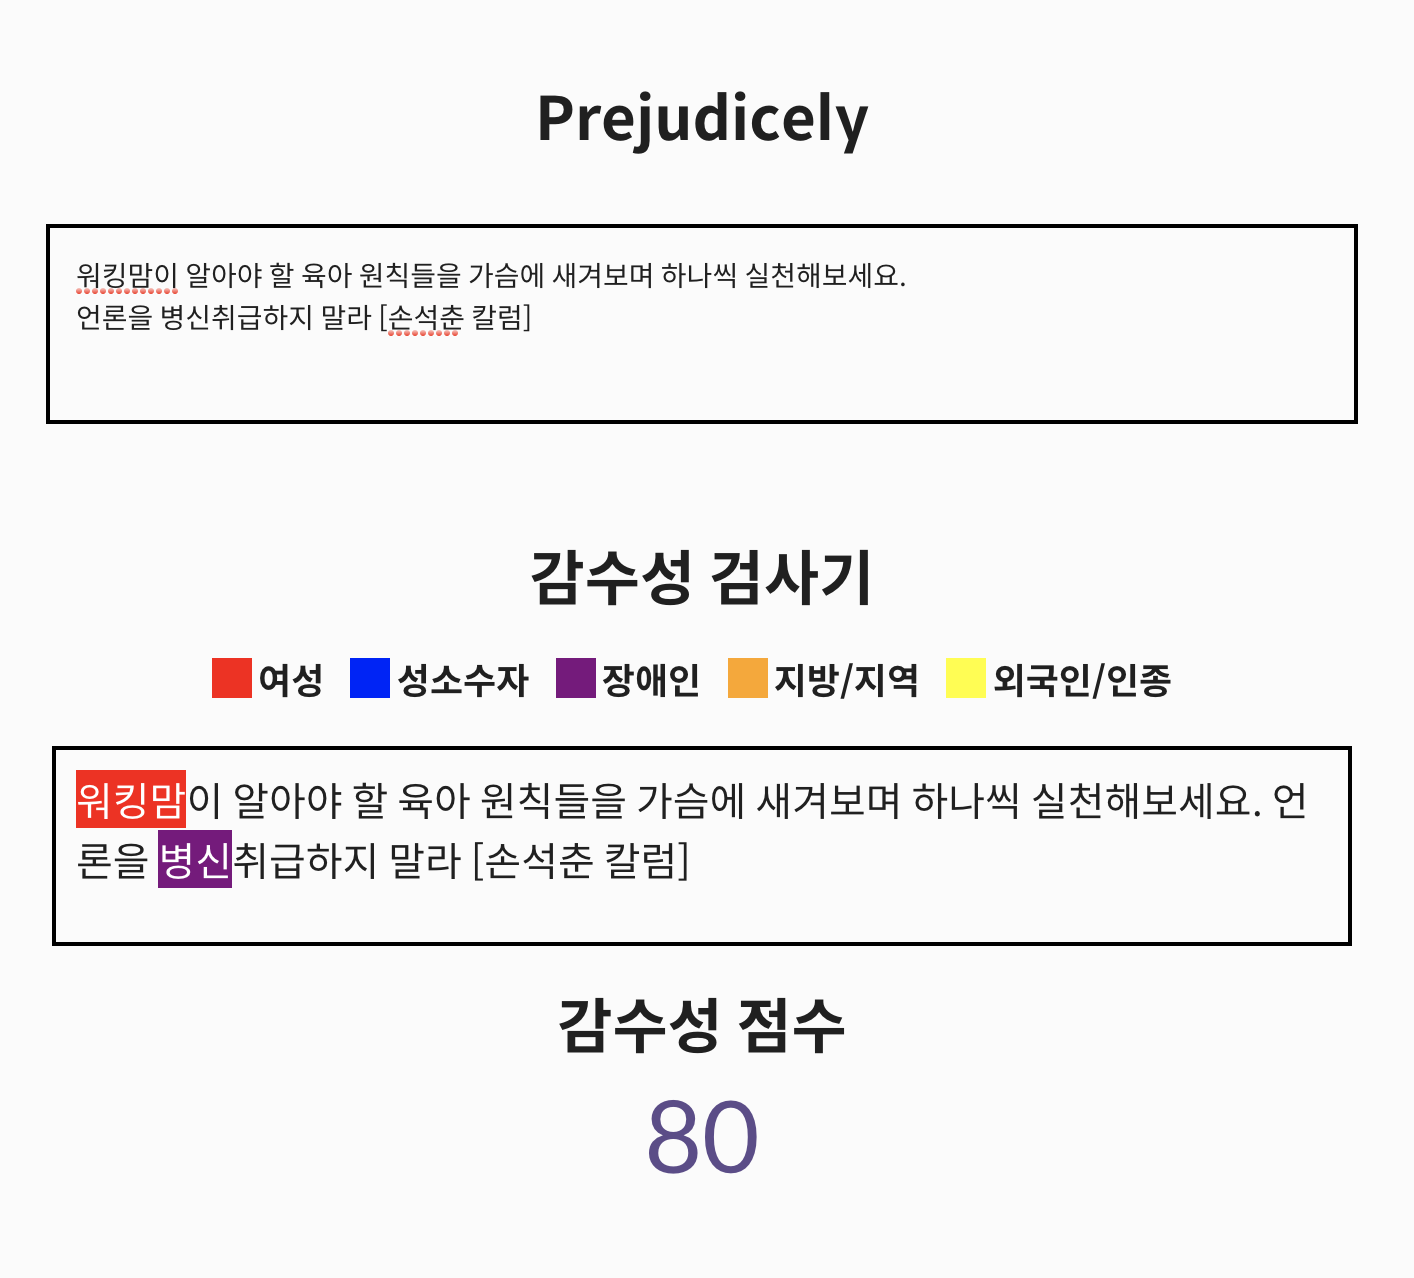 Prejudicely
워킹맘이 알아야 할 육아 원칙들을 가슴에 새겨보며 하나씩 실천해보세요.
언론을 병신취급하지 말라 [손석춘 칼럼]
감수성 검사기
여성 성소수자 장애인 지방/지역 외국인/인종
워킹맘이 알아야 할 육아 원칙들을 가슴에 새겨보며 하나씩 실천해보세요. 언
론을 병신취급하지 말라 [손석춘 칼럼]
감수성 점수
80